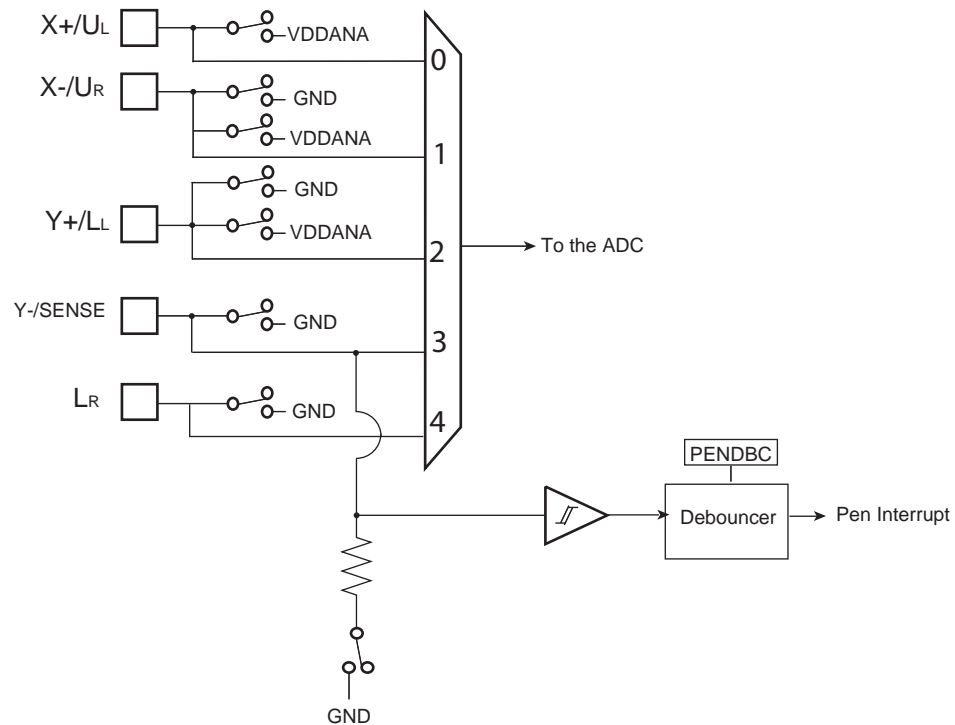 X+/UL
VDDANA
0
X-/UR
GND
VDDANA
1
GND
Y+/LL
VDDANA
2
To the ADC
Y-/SENSE
GND
3
LR
GND
4
PENDBC
Debouncer
Pen Interrupt
GND